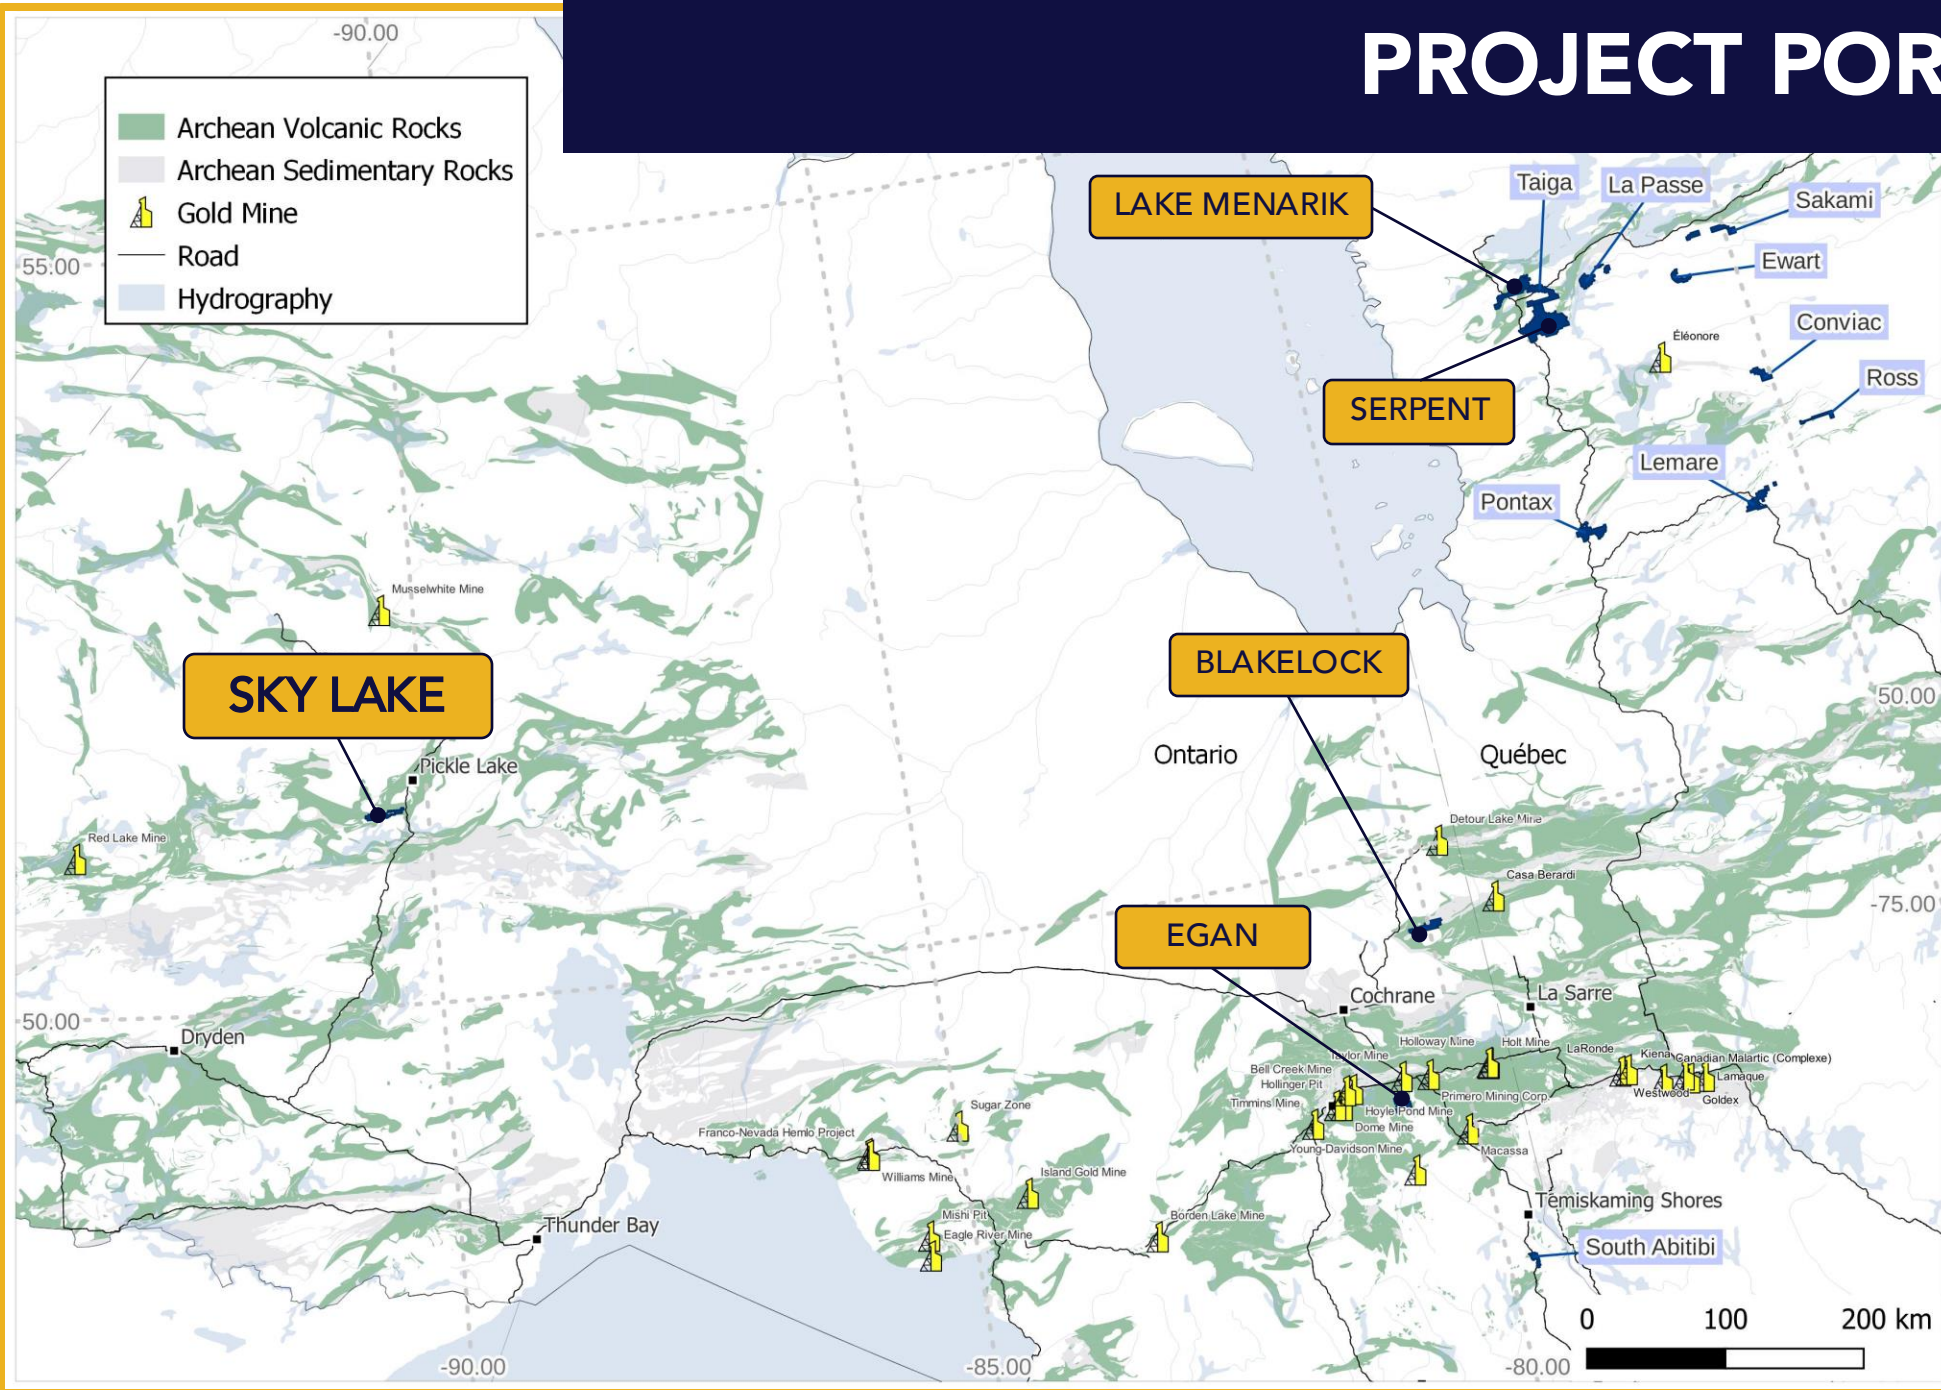 PROJECT POR
-90.00
Archean Volcanic Rocks
Archean Sedimentary Rocks
Gold Mine
Road
Hydrography
55.00
LAKE MENARIK
Taiga
La Passe
Sakami
Ewart
Conviac
Éléonore
Ross
SERPENT
Lemare
Pontax
Musselwhite Mine
SKY LAKE
BLAKELOCK
50.00
Ontario
Québec
Pickle Lake
Red Lake Mine
Detour Lake Mine
Casa Berardi
-75.00
EGAN
Cochrane
La Sarre
50.00
Dryden
Taylor Mine
Holloway Mine
Holt Mine
LaRonde
Kiena
Canadian Malartic (Complexe)
Bell Creek Mine
Hollinger Pit
Lamaque
Timmins Mine
Hoyle Pond Mine
Primero Mining Corp.
Westwood
Goldex
Dome Mine
Sugar Zone
Franco-Nevada Hemlo Project
Young-Davidson Mine
Macassa
Williams Mine
Island Gold Mine
Mishi Pit
Eagle River Mine
Borden Lake Mine
Temiskaming Shores
Thunder Bay
South Abitibi
0 100 200 km
-90.00
-85.00
-80.00